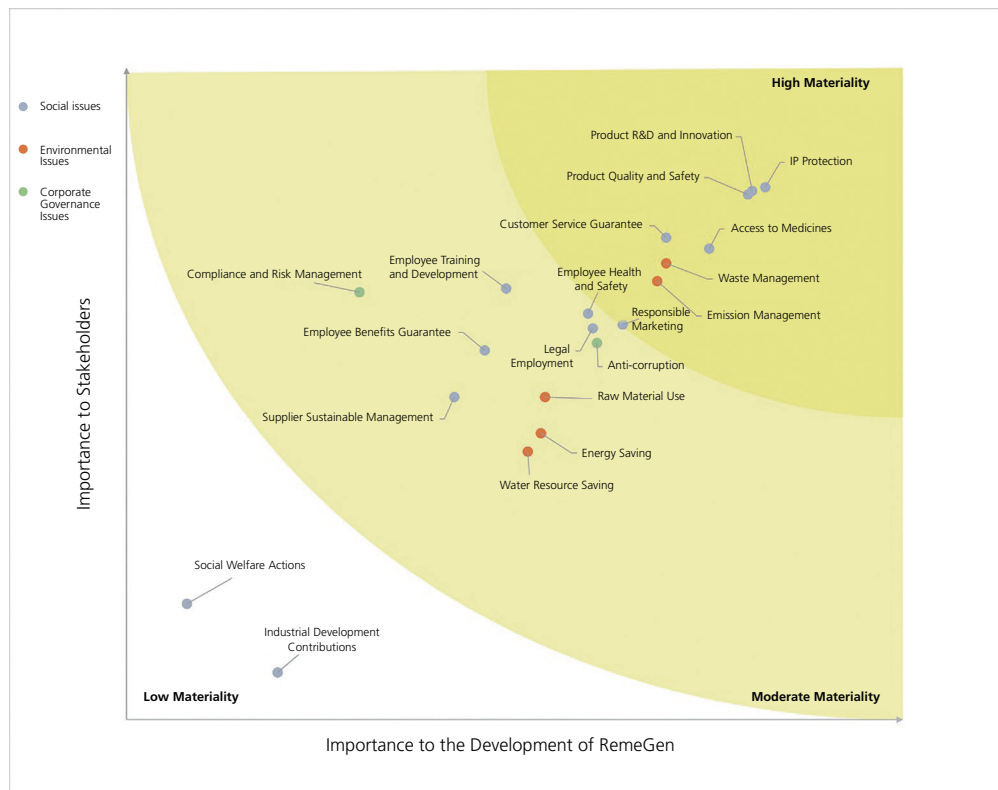 High Materiality
Social issues
Environmental
Issues
Corporate
Governance
Issues
Product R&D and Innovation
IP Protection
Product Quality and Safety
Customer Service Guarantee
Access to Medicines
Employee Training
and Development
Compliance and Risk Management
Employee Health
and Safety
Waste Management
Responsible
Marketing
Emission Management
Employee Benefits Guarantee
Legal
Employment
Anti-corruption
Raw Material Use
Supplier Sustainable Management
Energy Saving
Water Resource Saving
Importance to Stakeholders
Social Welfare Actions
Industrial Development
Contributions
Low Materiality
Moderate Materiality
Importance to the Development of RemeGen